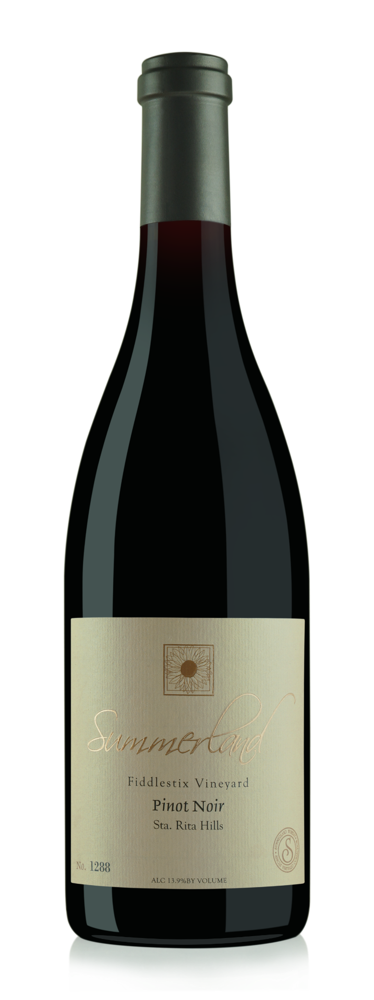 Summerland
Fiddlestix Vineyard
Pinot Noir
Sta. Rita Hills
No. 1288
S
ALC 13.9%BY VOLUME